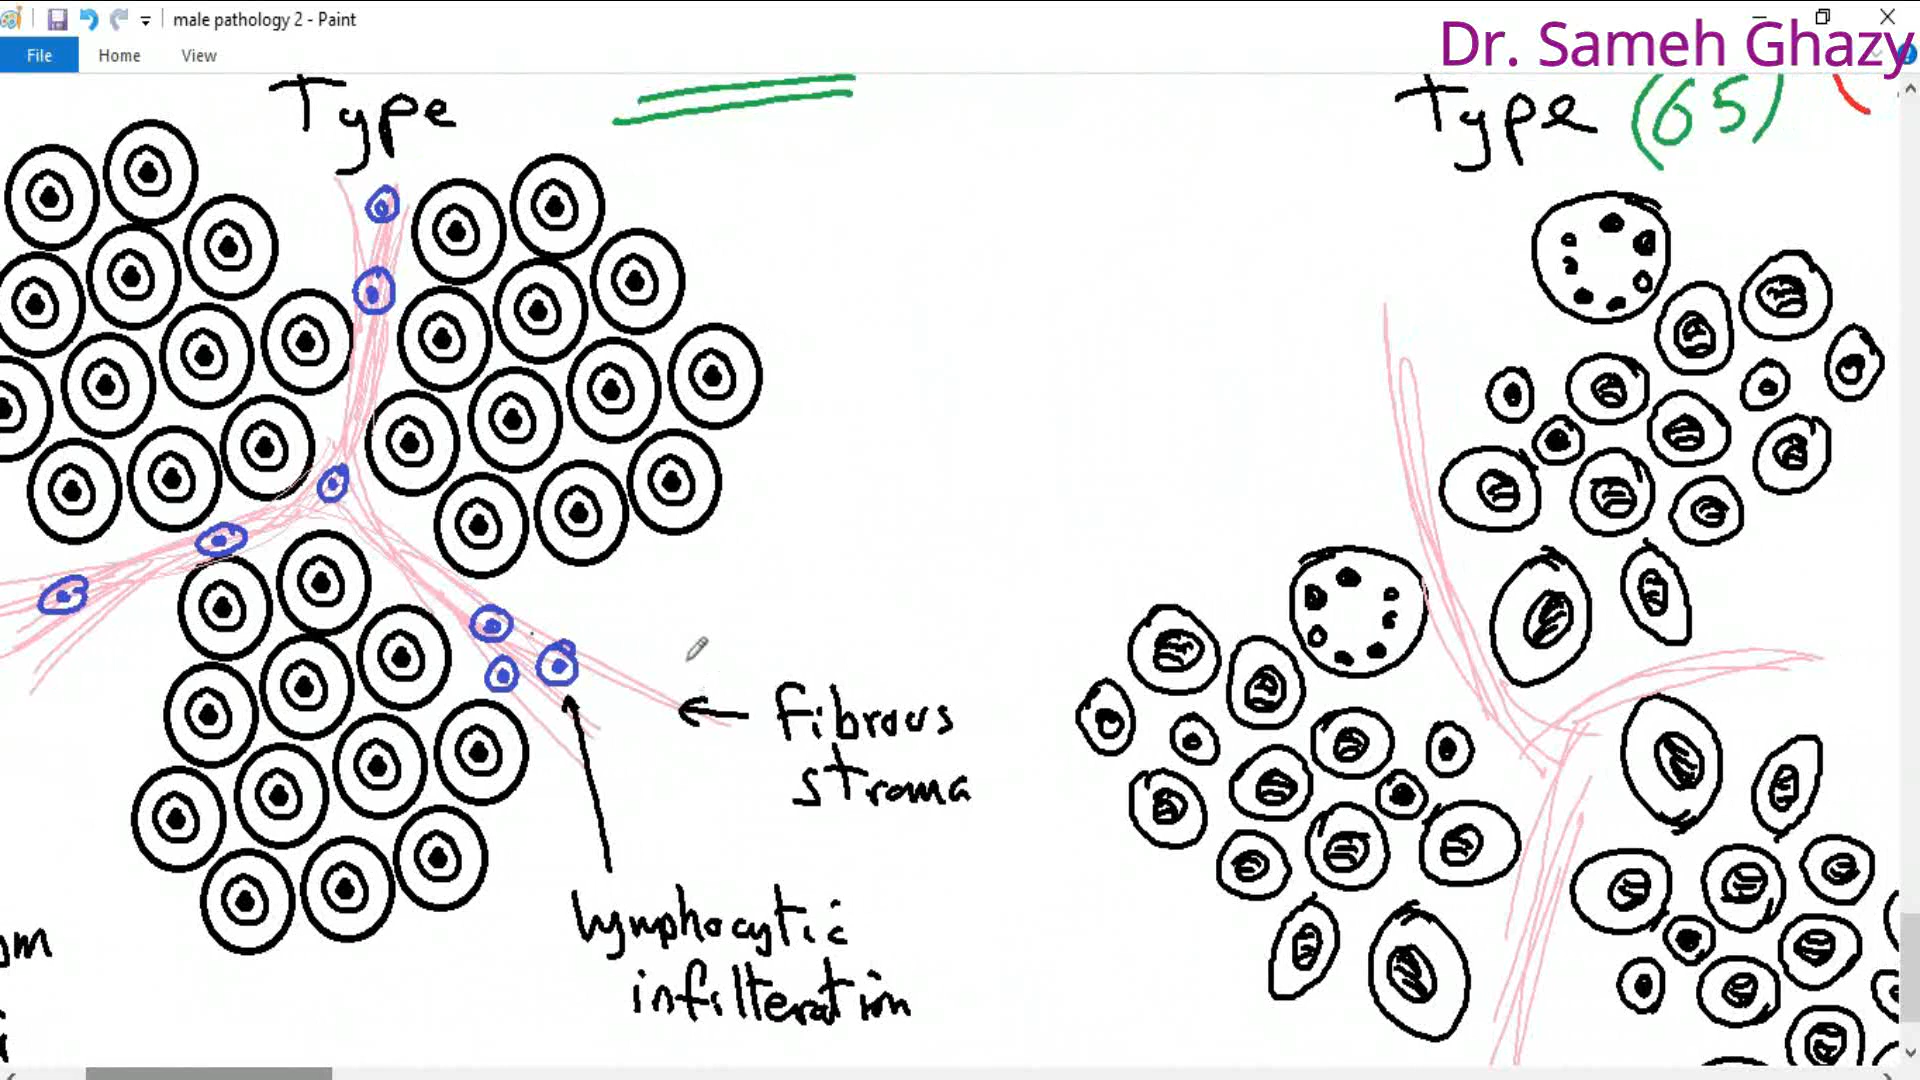 male pathology 2 - Paint
Dr. Sameh Ghazy
File Home View
Type
Type (65)
Fibrous
stroma
lymphocytic
infilteration